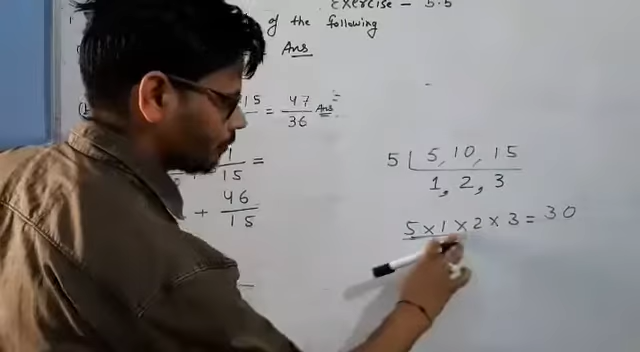 Exercise - 5.5
of the following
Ans
15 = 47/36 Ans
1/15 =
+ 46/15
5 | 5, 10, 15
1, 2, 3
5 × 1 × 2 × 3 = 30